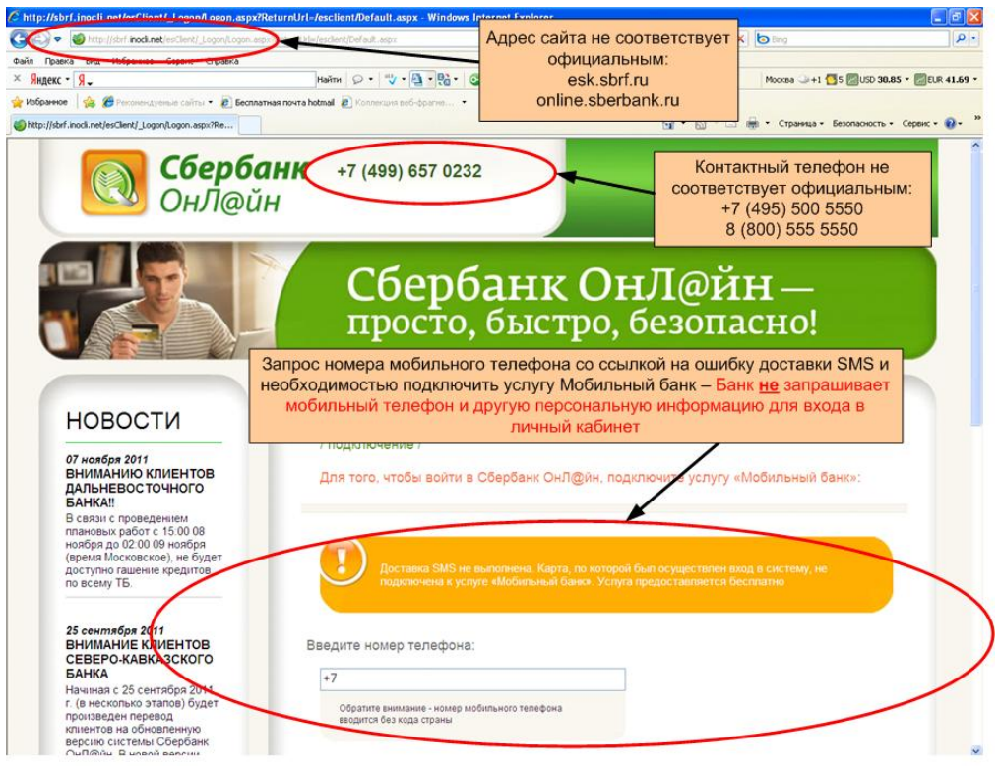 http://sbrf.inocli.net/esClient/_Logon/Logon.aspx?ReturnUrl=/esclient/Default.aspx - Windows Internet Explorer
http://sbrf.inocli.net/esClient/_Logon/Logon.aspx
/esclient/Default.aspx
Bing
Файл Правка Вид Избранное Сервис Справка
Яндекс
Я
Найти
Москва +1 5 USD 30.85 EUR 41.69
Избранное Рекомендуемые сайты Бесплатная почта hotmail Коллекция веб-фрагме...
http://sbrf.inocli.net/esClient/_Logon/Logon.aspx?Re...
Страница Безопасность Сервис
Адрес сайта не соответствует
официальным:
esk.sbrf.ru
online.sberbank.ru
Сбербанк
ОнЛ@йн
+7 (499) 657 0232
Контактный телефон не
соответствует официальным:
+7 (495) 500 5550
8 (800) 555 5550
Сбербанк ОнЛ@йн —
просто, быстро, безопасно!
Запрос номера мобильного телефона со ссылкой на ошибку доставки SMS и
необходимостью подключить услугу Мобильный банк – Банк не запрашивает
мобильный телефон и другую персональную информацию для входа в
личный кабинет
НОВОСТИ
07 ноября 2011
ВНИМАНИЮ КЛИЕНТОВ
ДАЛЬНЕВОСТОЧНОГО
БАНКА!!
В связи с проведением
плановых работ с 15:00 08
ноября до 02:00 09 ноября
(время Московское), не будет
доступно гашение кредитов
по всему ТБ.
25 сентября 2011
ВНИМАНИЕ КЛИЕНТОВ
СЕВЕРО-КАВКАЗСКОГО
БАНКА
Начиная с 25 сентября 2011
г. (в несколько этапов) будет
произведен перевод
клиентов на обновленную
версию системы Сбербанк
ОнЛ@йн. В новой версии
/ подключение /
Для того, чтобы войти в Сбербанк ОнЛ@йн, подключите услугу «Мобильный банк»:
Доставка SMS не выполнена. Карта, по которой был осуществлен вход в систему, не
подключена к услуге «Мобильный банк». Услуга предоставляется бесплатно
Введите номер телефона:
+7
Обратите внимание - номер мобильного телефона
вводится без кода страны